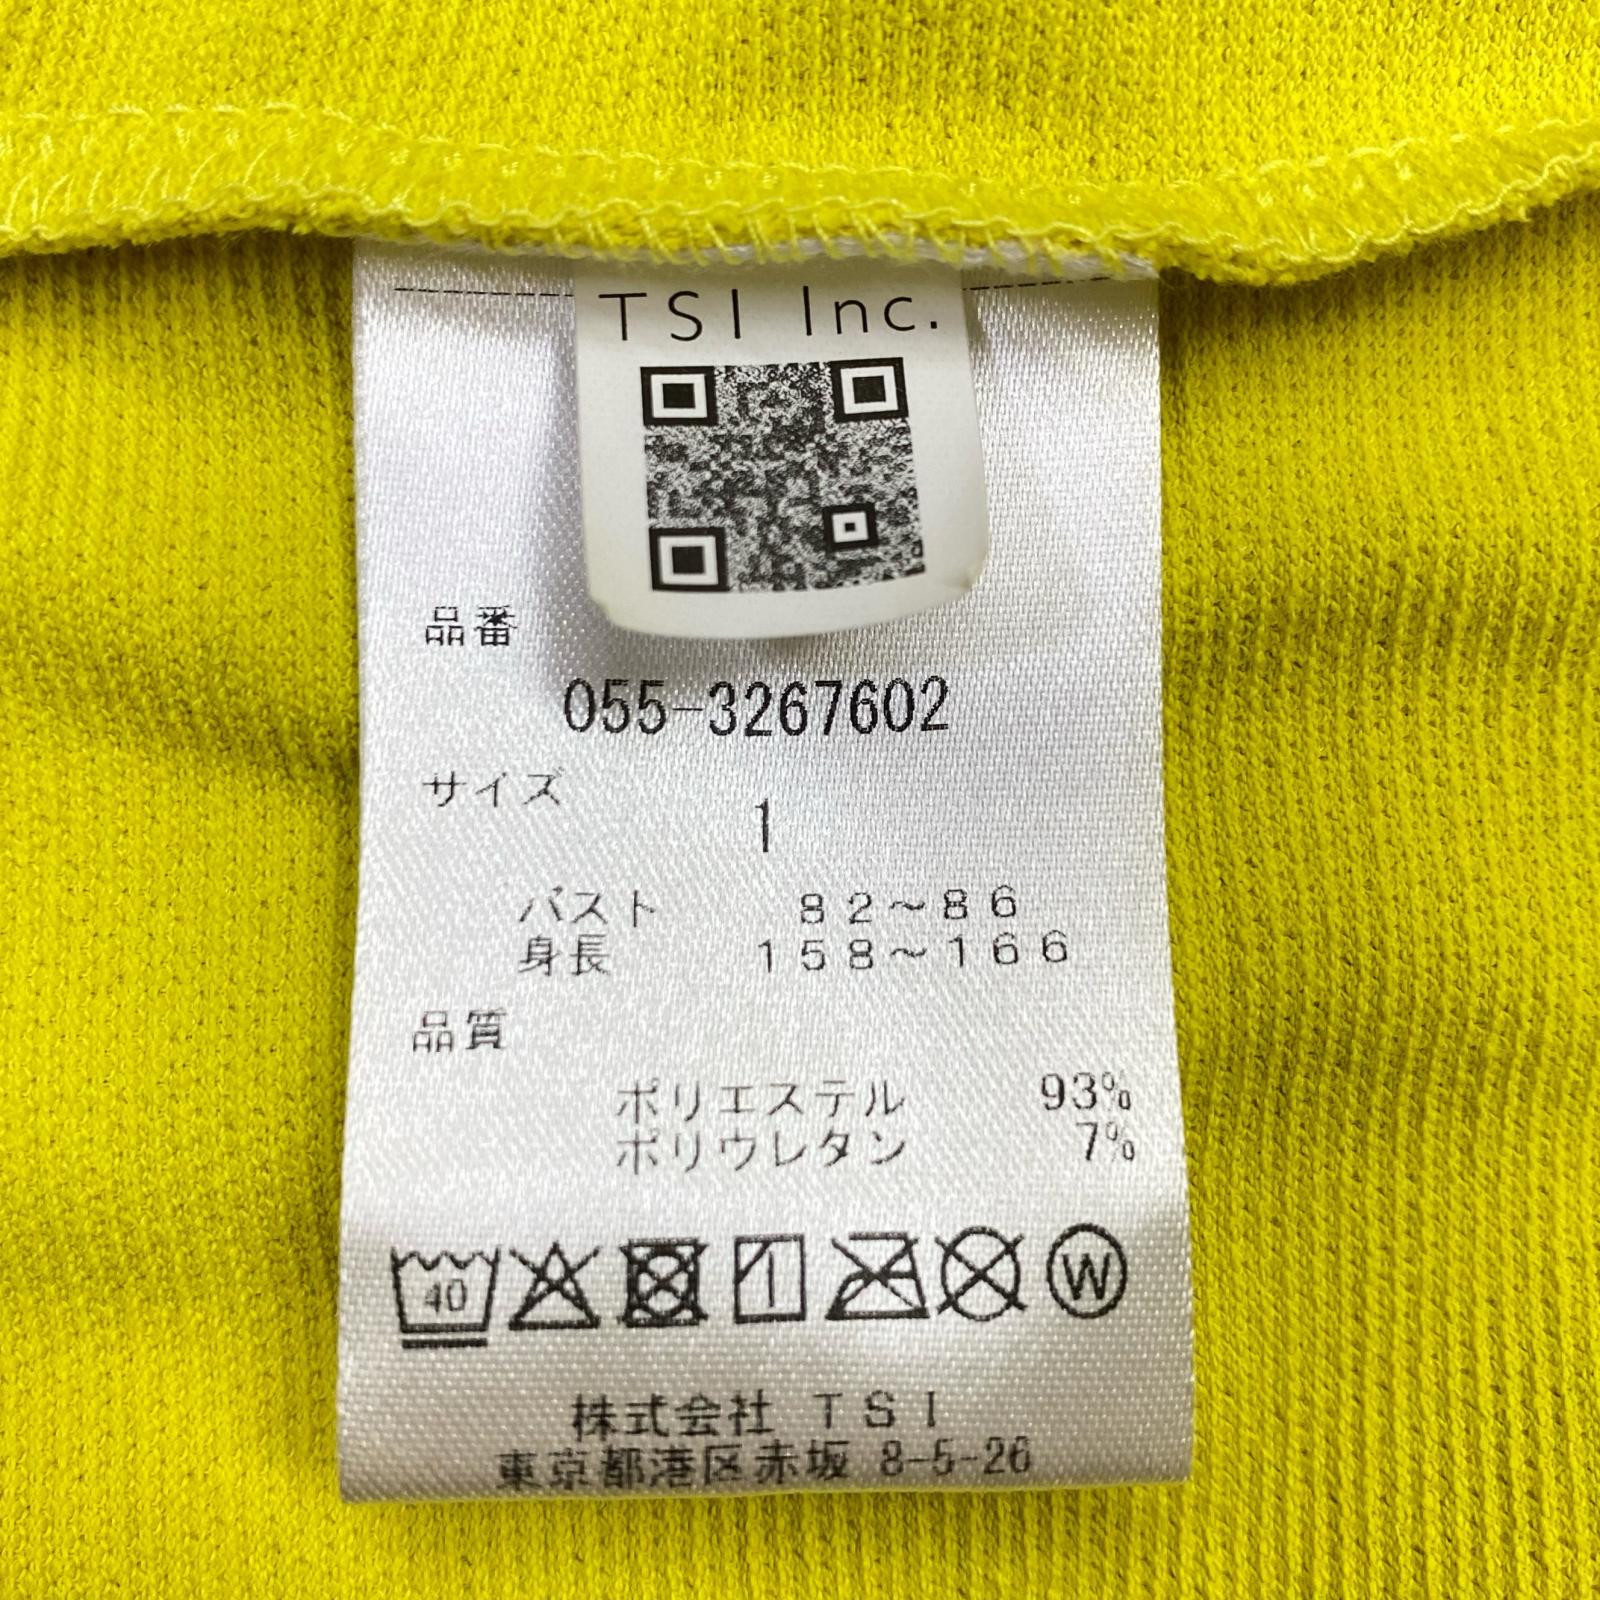 TSI Inc.
品番
055-3267602
サイズ
1
バスト 82～86
身長 158～166
品質
ポリエステル 93%
ポリウレタン 7%
40 W
株式会社 TSI
東京都港区赤坂 8-5-26